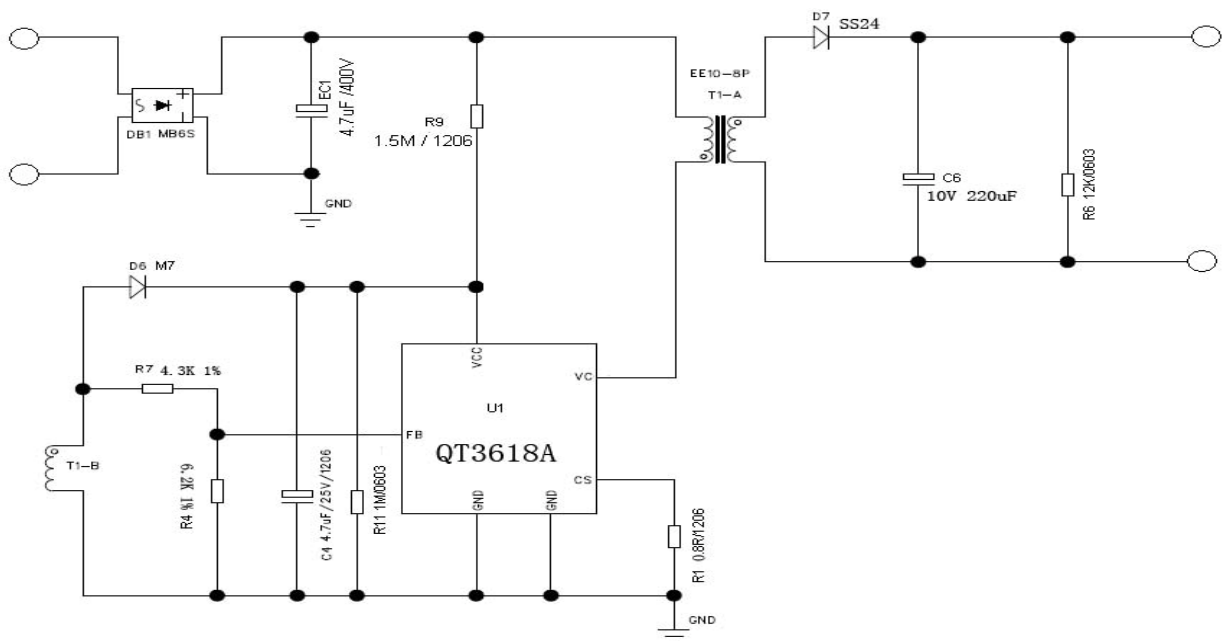 D7 SS24
EE10-8P
T1-A
EC1
4.7uF /400V
R9
1.5M / 1206
S
+
DB1 MB6S
GND
C6
10V 220uF
R6 12K/0603
D6 M7
R7 4.3K 1%
VCC
VC
U1
FB
QT3618A
T1-B
R4 6.2K 1%
C4 4.7uF/25V/1206
R11 1M/0603
GND
GND
CS
R1 0.8R/1206
GND